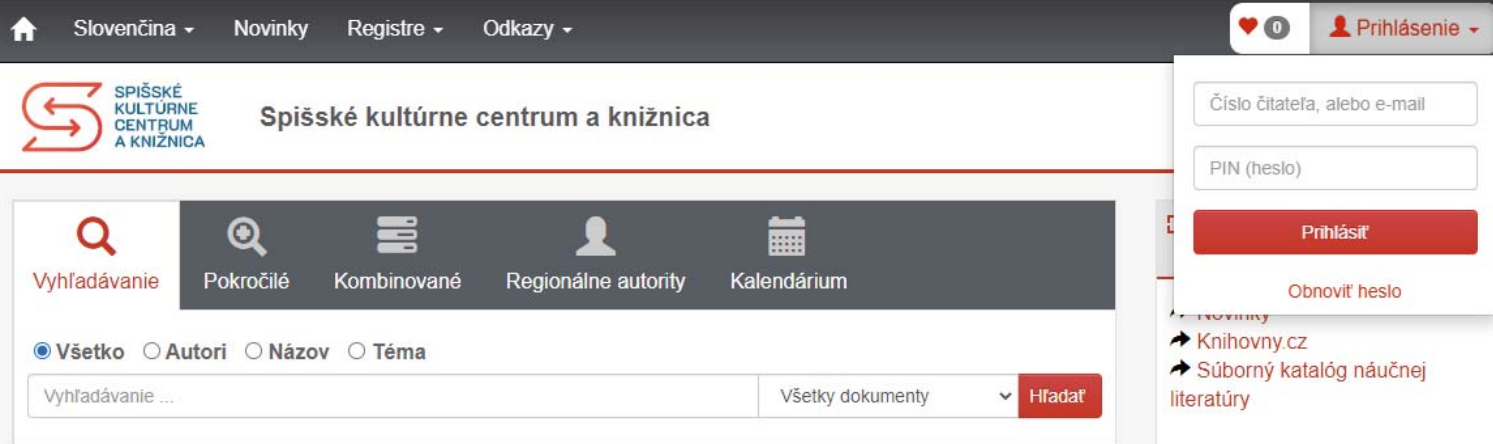 Slovenčina Novinky Registre Odkazy 0 Prihlásenie
SPIŠSKÉ
KULTÚRNE
CENTRUM
A KNIŽNICA
Spišské kultúrne centrum a knižnica
Číslo čitateľa, alebo e-mail
PIN (heslo)
Prihlásiť
Obnoviť heslo
Vyhľadávanie Pokročilé Kombinované Regionálne autority Kalendárium
Všetko Autori Názov Téma
Vyhľadávanie ... Všetky dokumenty Hľadať
Novinky
Knihovny.cz
Súborný katalóg náučnej
literatúry